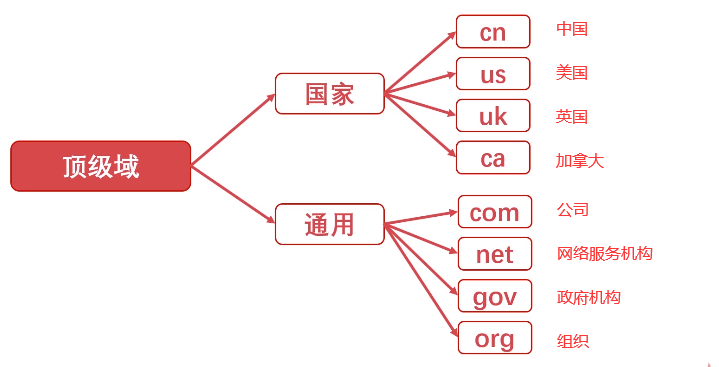 顶级域
国家
cn 中国
us 美国
uk 英国
ca 加拿大
通用
com 公司
net 网络服务机构
gov 政府机构
org 组织